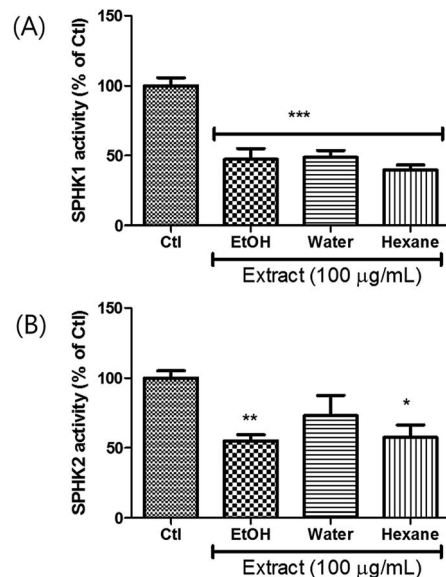 (A)
SPHK1 activity (% of Ctl)
150
100
50
0
***
Ctl EtOH Water Hexane
Extract (100 μg/mL)
(B)
SPHK2 activity (% of Ctl)
150
100
50
0
** *
Ctl EtOH Water Hexane
Extract (100 μg/mL)